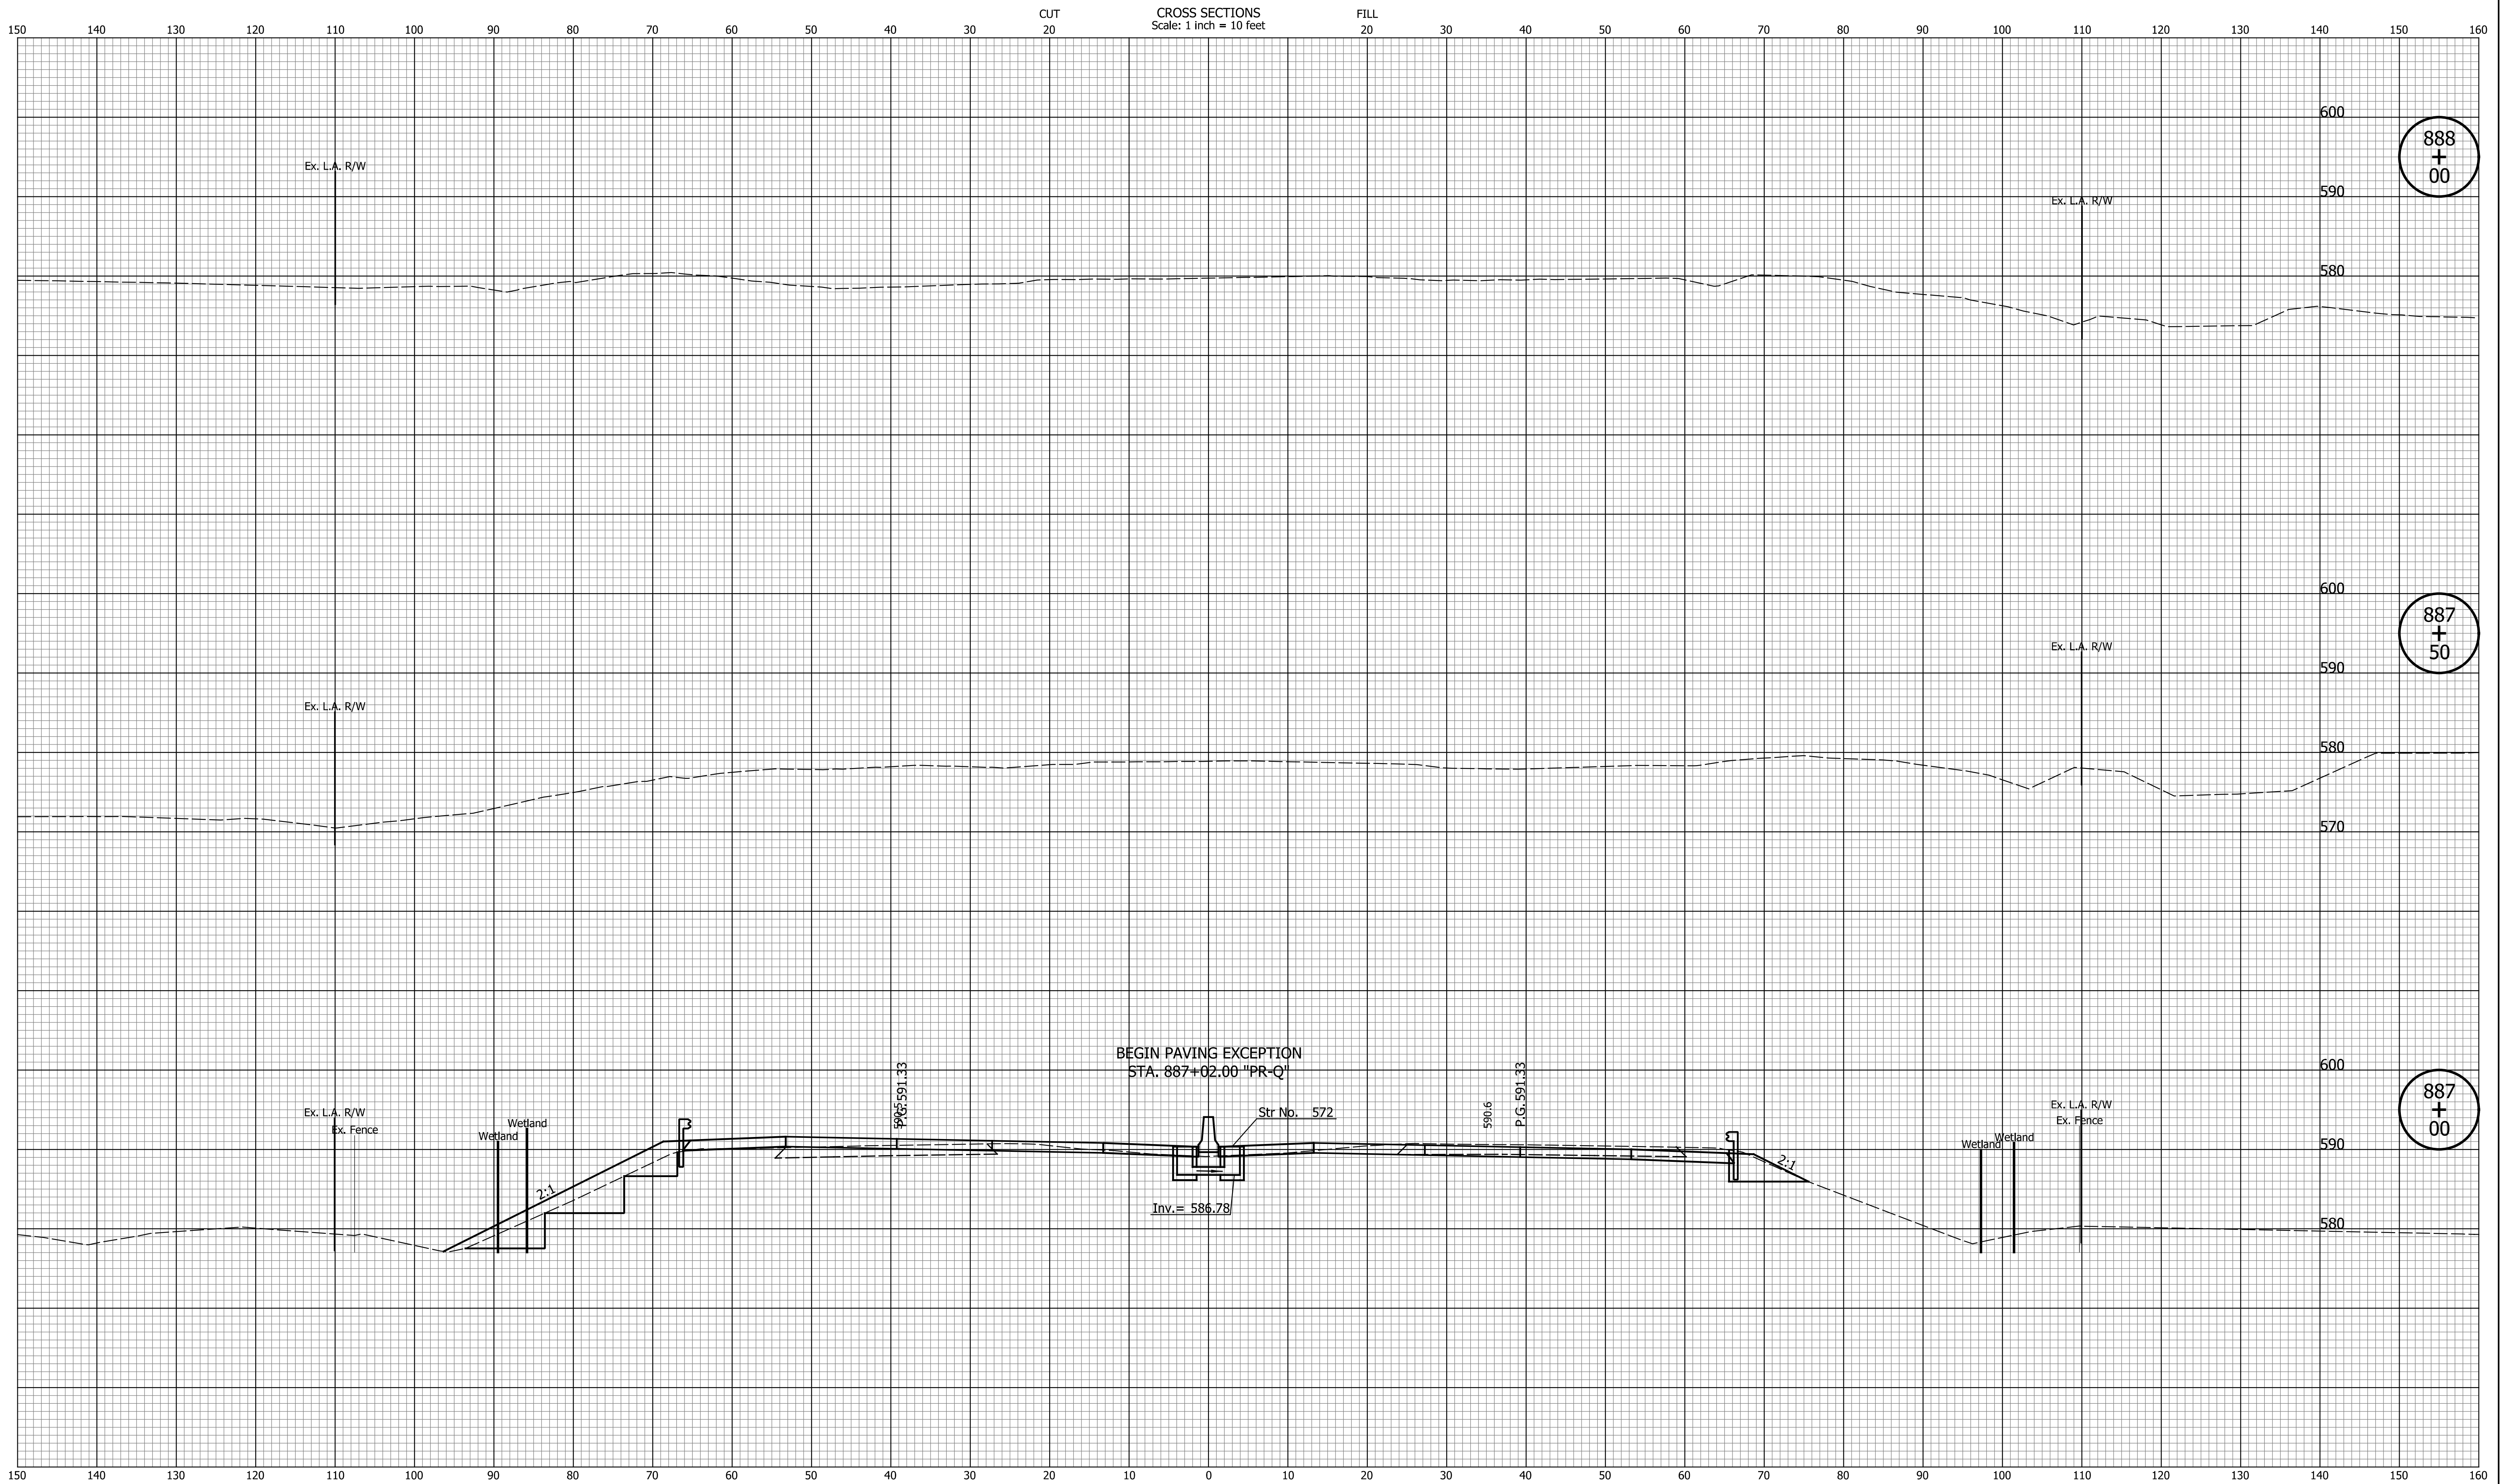 CUT CROSS SECTIONS FILL
Scale: 1 inch = 10 feet
150 140 130 120 110 100 90 80 70 60 50 40 30 20 20 30 40 50 60 70 80 90 100 110 120 130 140 150 160
600
888
+
00
Ex. L.A. R/W
590
Ex. L.A. R/W
580
600
887
+
50
Ex. L.A. R/W
590
Ex. L.A. R/W
580
570
BEGIN PAVING EXCEPTION
STA. 887+02.00 "PR-Q"
600
887
+
00
P.G. 591.33
590.5
590.6
P.G. 591.33
Ex. L.A. R/W
Ex. Fence
Wetland
Wetland
Str No. 572
Ex. L.A. R/W
Ex. Fence
Wetland
Wetland
590
2:1
2:1
Inv.= 586.78
580
150 140 130 120 110 100 90 80 70 60 50 40 30 20 10 0 10 20 30 40 50 60 70 80 90 100 110 120 130 140 150 160